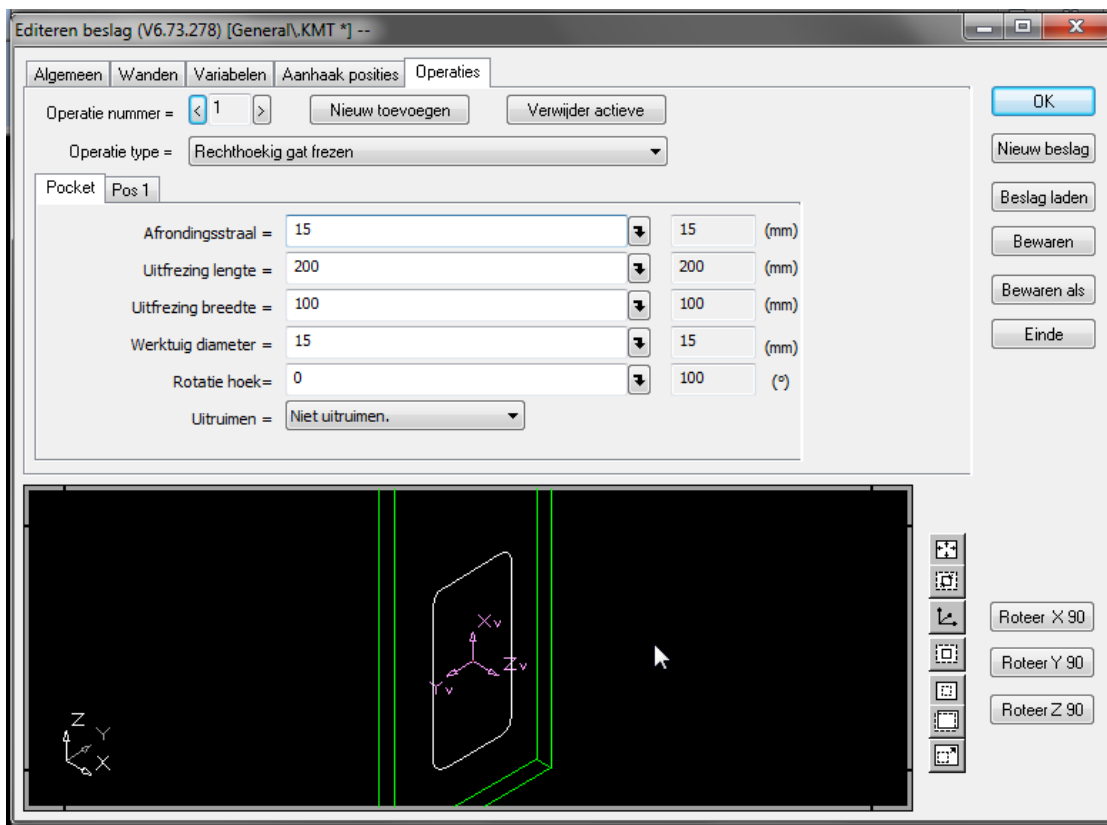 Editeren beslag (V6.73.278) [General\.KMT *] --
Algemeen Wanden Variabelen Aanhaak posities Operaties
Operatie nummer = < 1 > Nieuw toevoegen Verwijder actieve
Operatie type = Rechthoekig gat frezen
Pocket Pos 1
Afrondingsstraal = 15 15 (mm)
Uitfrezing lengte = 200 200 (mm)
Uitfrezing breedte = 100 100 (mm)
Werktuig diameter = 15 15 (mm)
Rotatie hoek= 0 100 (º)
Uitruimen = Niet uitruimen.
OK
Nieuw beslag
Beslag laden
Bewaren
Bewaren als
Einde
Xv
Yv
Zv
Z
Y
X
Roteer X 90
Roteer Y 90
Roteer Z 90